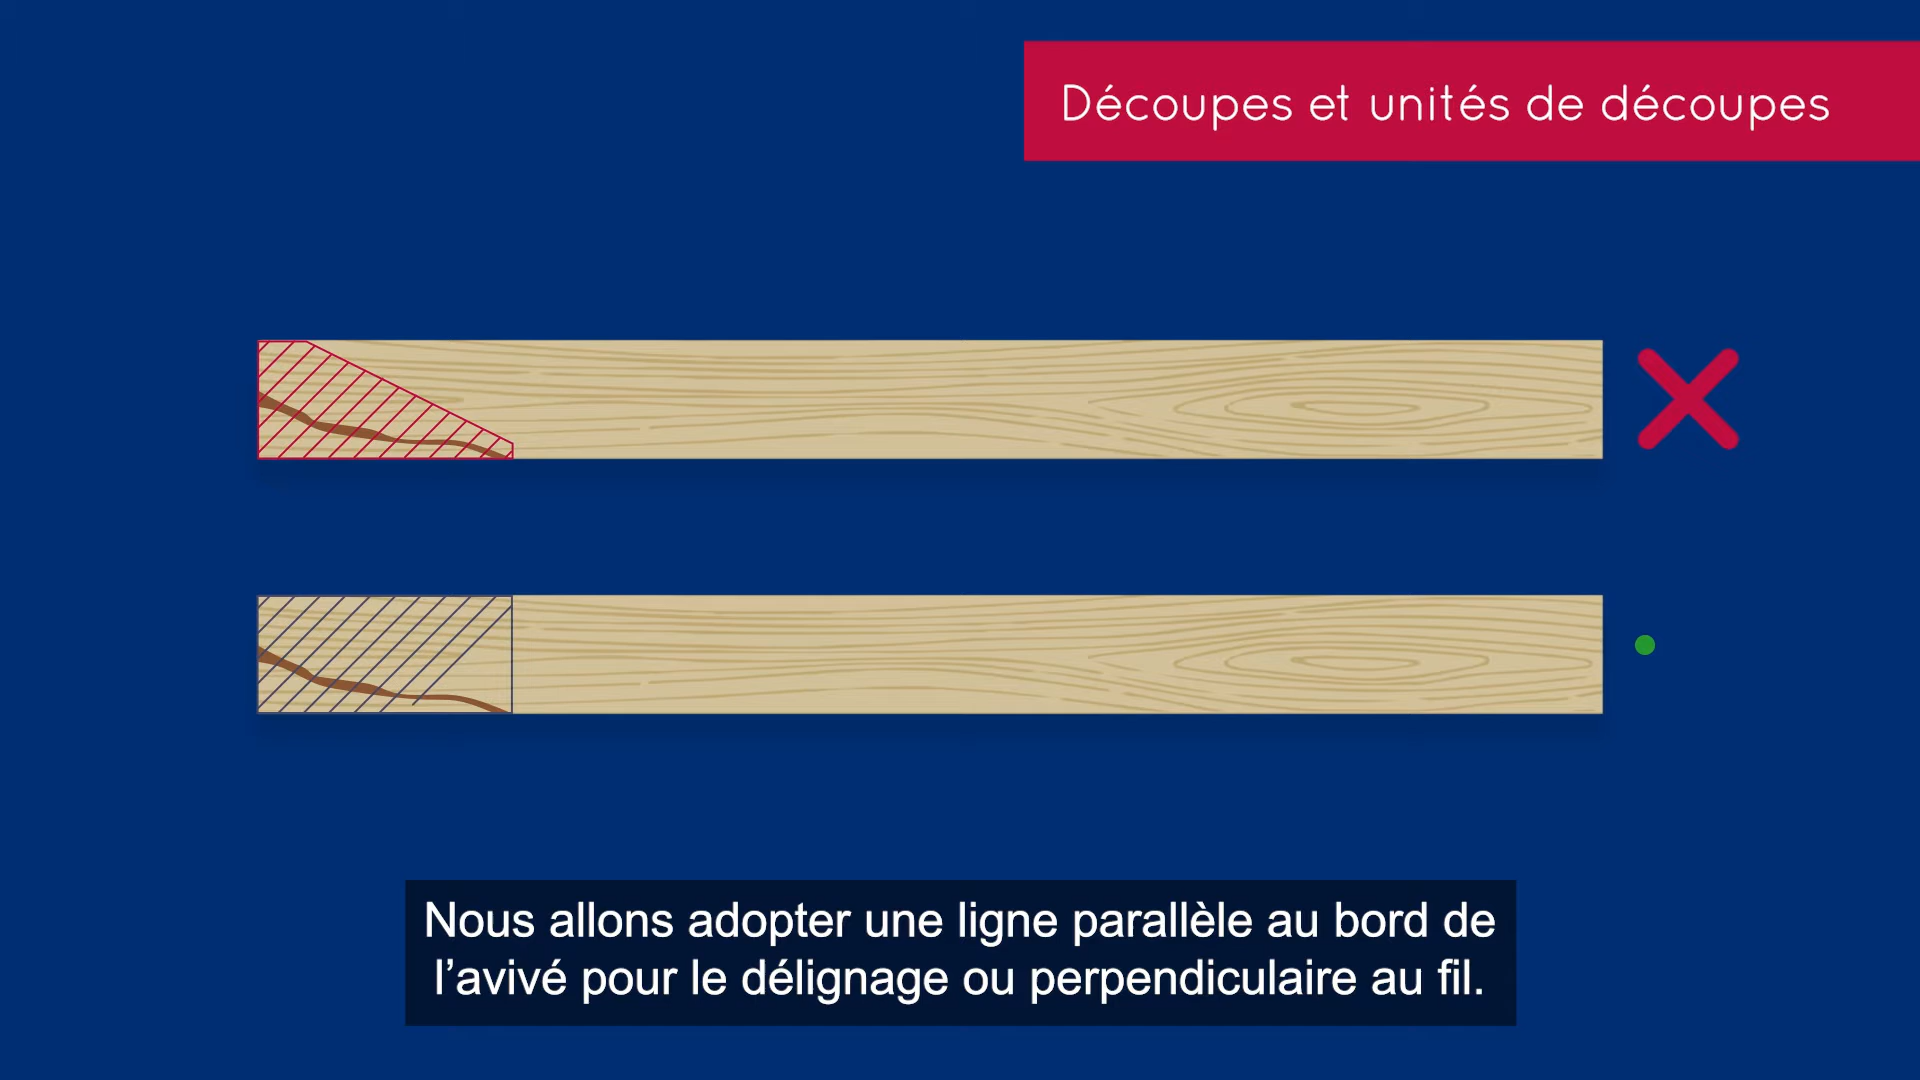 Découpes et unités de découpes
Nous allons adopter une ligne parallèle au bord de
l’avivé pour le délignage ou perpendiculaire au fil.